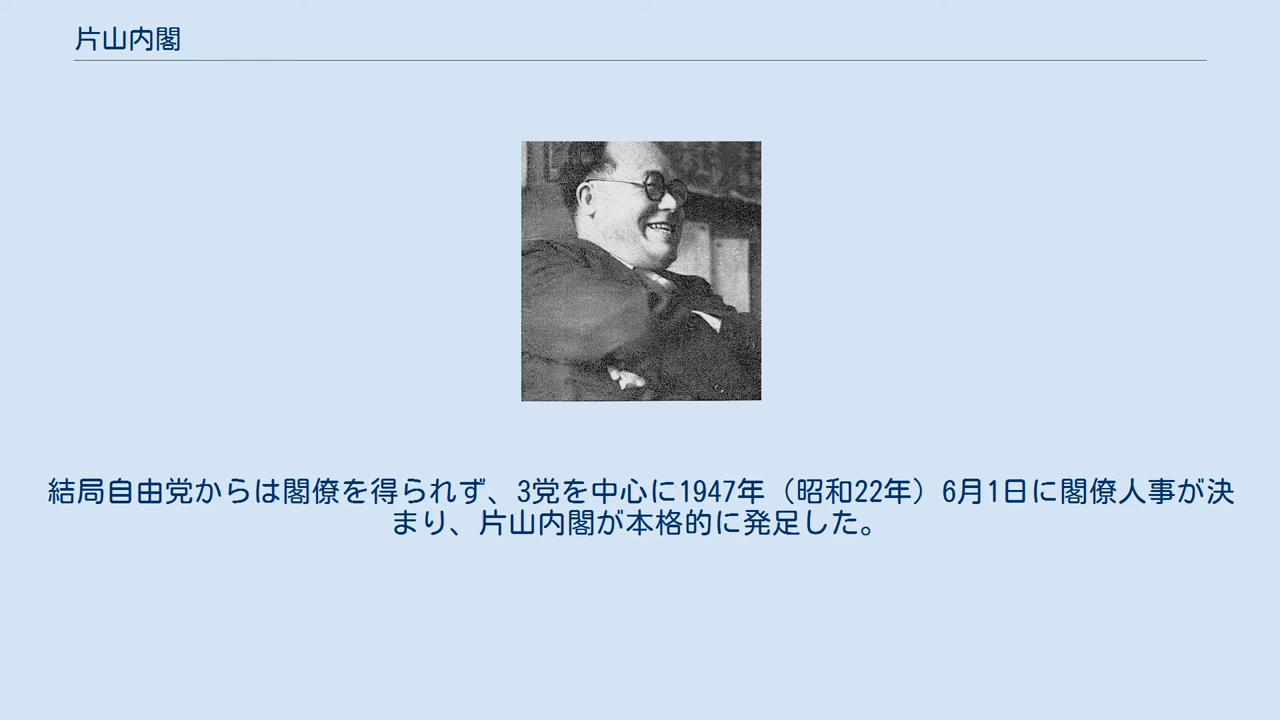 片山内閣
結局自由党からは閣僚を得られず、3党を中心に1947年（昭和22年）6月1日に閣僚人事が決
まり、片山内閣が本格的に発足した。